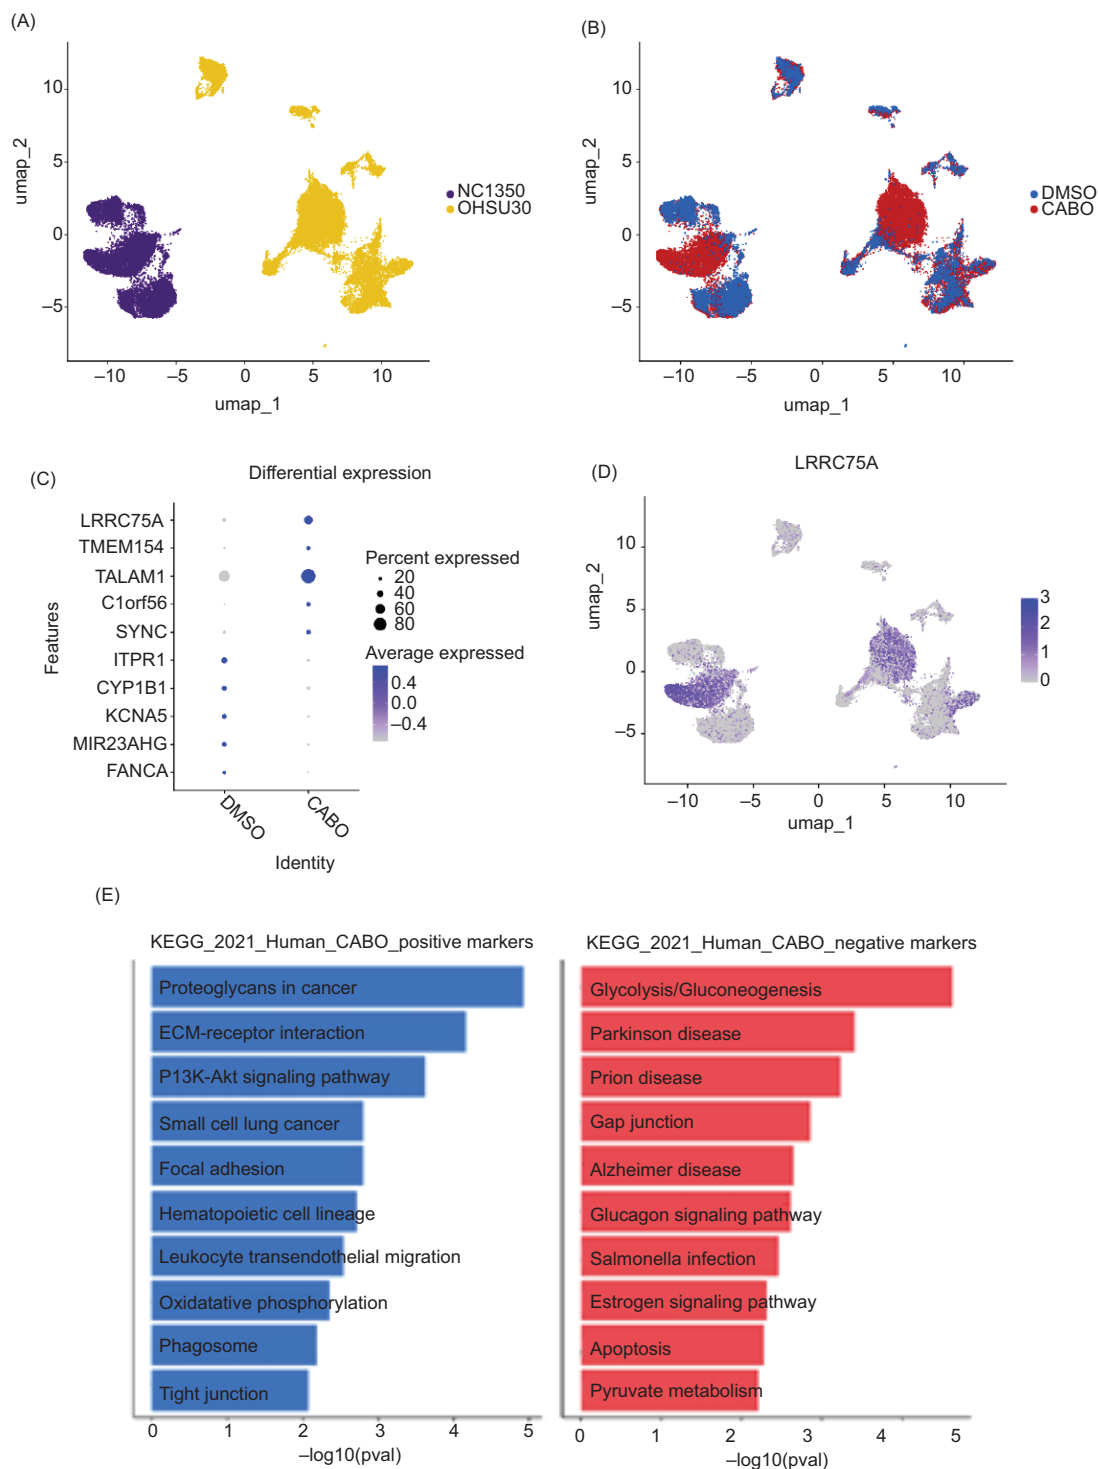 (A)
(B)
umap_2
10
5
0
–5
–10
–5
0
5
10
umap_1
NC1350
OHSU30
umap_2
10
5
0
–5
–10
–5
0
5
10
umap_1
DMSO
CABO
(C)
Differential expression
Features
LRRC75A
TMEM154
TALAM1
C1orf56
SYNC
ITPR1
CYP1B1
KCNA5
MIR23AHG
FANCA
DMSO
CABO
Identity
Percent expressed
20
40
60
80
Average expressed
0.4
0.0
–0.4
(D)
LRRC75A
umap_2
10
5
0
–5
–10
–5
0
5
10
umap_1
3
2
1
0
(E)
KEGG_2021_Human_CABO_positive markers
Proteoglycans in cancer
ECM-receptor interaction
P13K-Akt signaling pathway
Small cell lung cancer
Focal adhesion
Hematopoietic cell lineage
Leukocyte transendothelial migration
Oxidatative phosphorylation
Phagosome
Tight junction
0
1
2
3
4
5
–log10(pval)
KEGG_2021_Human_CABO_negative markers
Glycolysis/Gluconeogenesis
Parkinson disease
Prion disease
Gap junction
Alzheimer disease
Glucagon signaling pathway
Salmonella infection
Estrogen signaling pathway
Apoptosis
Pyruvate metabolism
0
1
2
3
4
5
–log10(pval)